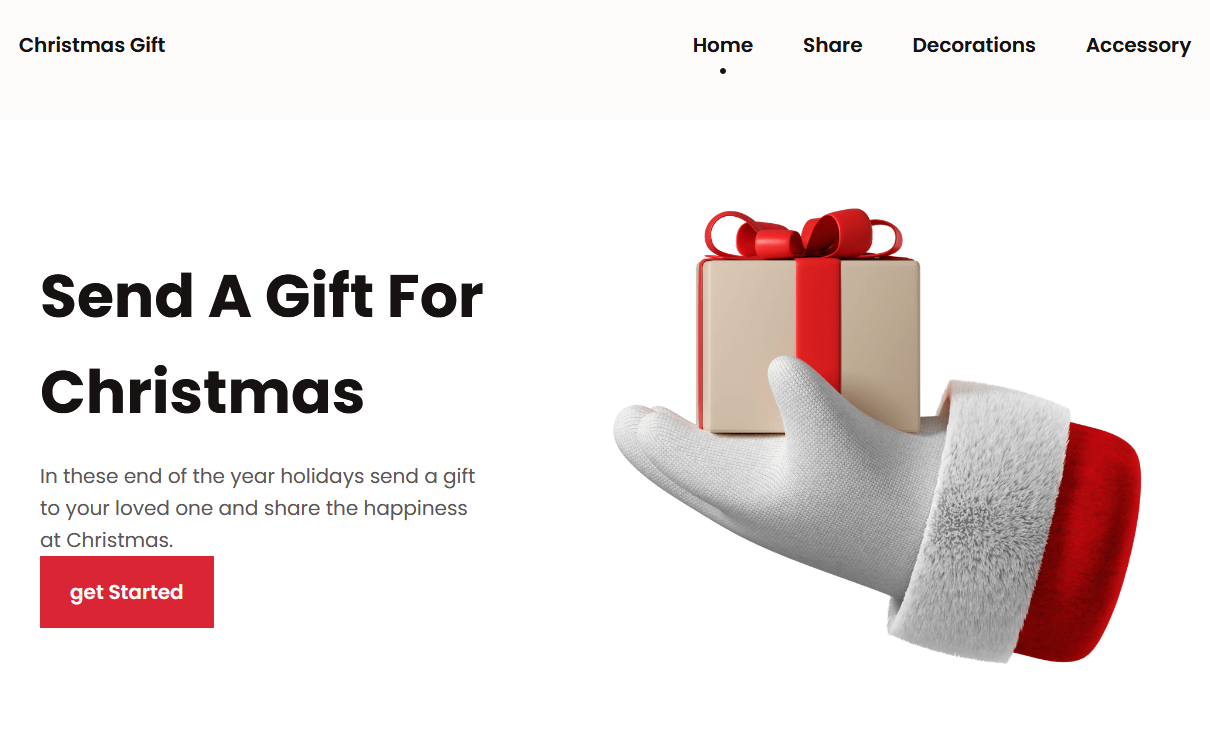 Christmas Gift
Home
Share
Decorations
Accessory
Send A Gift For
Christmas
In these end of the year holidays send a gift
to your loved one and share the happiness
at Christmas.
get Started